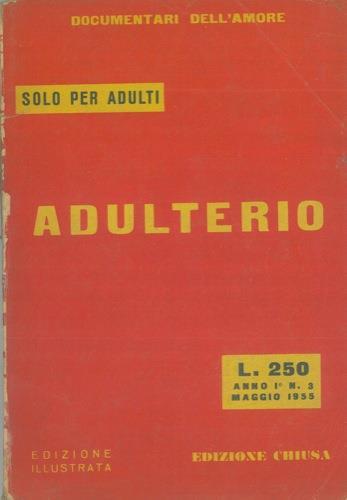 DOCUMENTARI DELL'AMORE
SOLO PER ADULTI
ADULTERIO
L. 250
ANNO I° N. 3
MAGGIO 1955
EDIZIONE
ILLUSTRATA
EDIZIONE CHIUSA